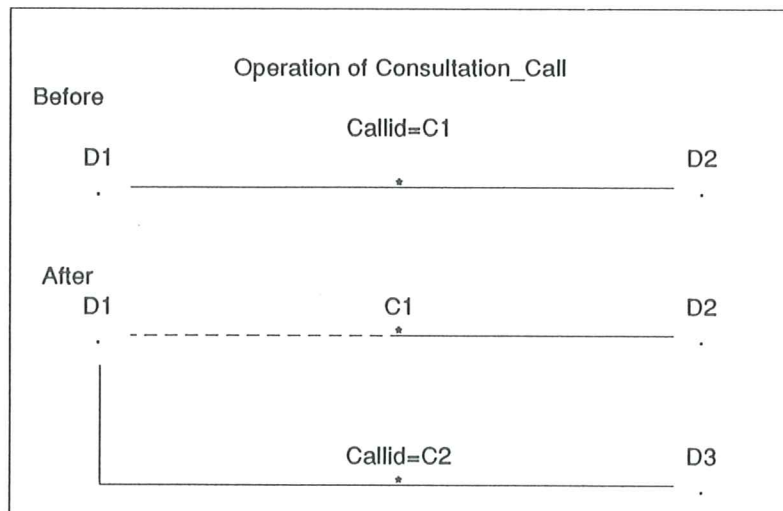 Operation of Consultation_Call
Before
Callid=C1
D1 D2
After
D1 C1 D2
Callid=C2 D3